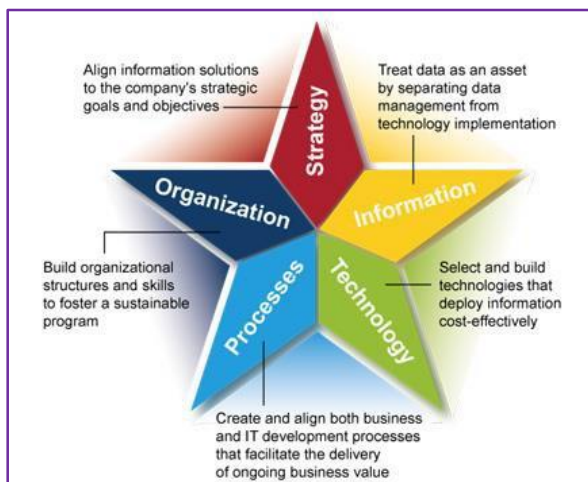 Align information solutions
to the company's strategic
goals and objectives
Treat data as an asset
by separating data
management from
technology implementation
Strategy
Organization
Information
Build organizational
structures and skills
to foster a sustainable
program
Processes
Technology
Select and build
technologies that
deploy information
cost-effectively
Create and align both business
and IT development processes
that facilitate the delivery
of ongoing business value